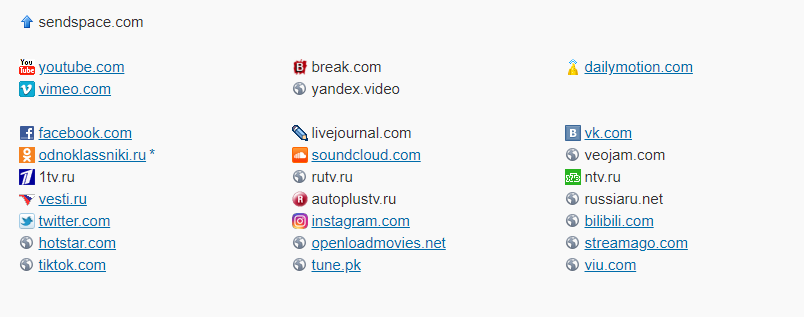 sendspace.com
youtube.com break.com dailymotion.com
vimeo.com yandex.video
facebook.com livejournal.com vk.com
odnoklassniki.ru * soundcloud.com veojam.com
1tv.ru rutv.ru ntv.ru
vesti.ru autoplustv.ru russiaru.net
twitter.com instagram.com bilibili.com
hotstar.com openloadmovies.net streamago.com
tiktok.com tune.pk viu.com